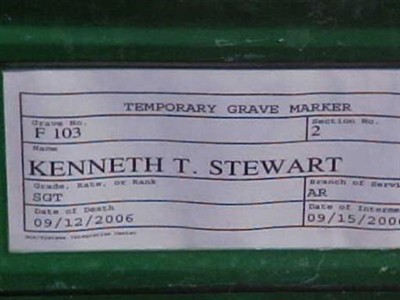 TEMPORARY GRAVE MARKER
Grave No. Section No.
F 103 2
Name
KENNETH T. STEWART
Grade, Rate, or Rank Branch of Servi
SGT AR
Date of Death Date of Interme
09/12/2006 09/15/2006